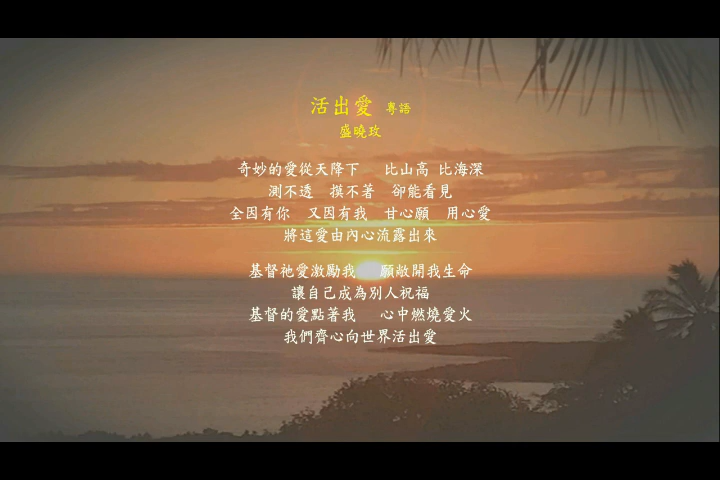 活出愛 粵語
盛曉玫
奇妙的愛從天降下 比山高 比海深
測不透 摸不著 卻能看見
全因有你 又因有我 甘心願 用心愛
將這愛由內心流露出來
基督祂愛激勵我 願敞開我生命
讓自己成為別人祝福
基督的愛點著我 心中燃燒愛火
我們齊心向世界活出愛